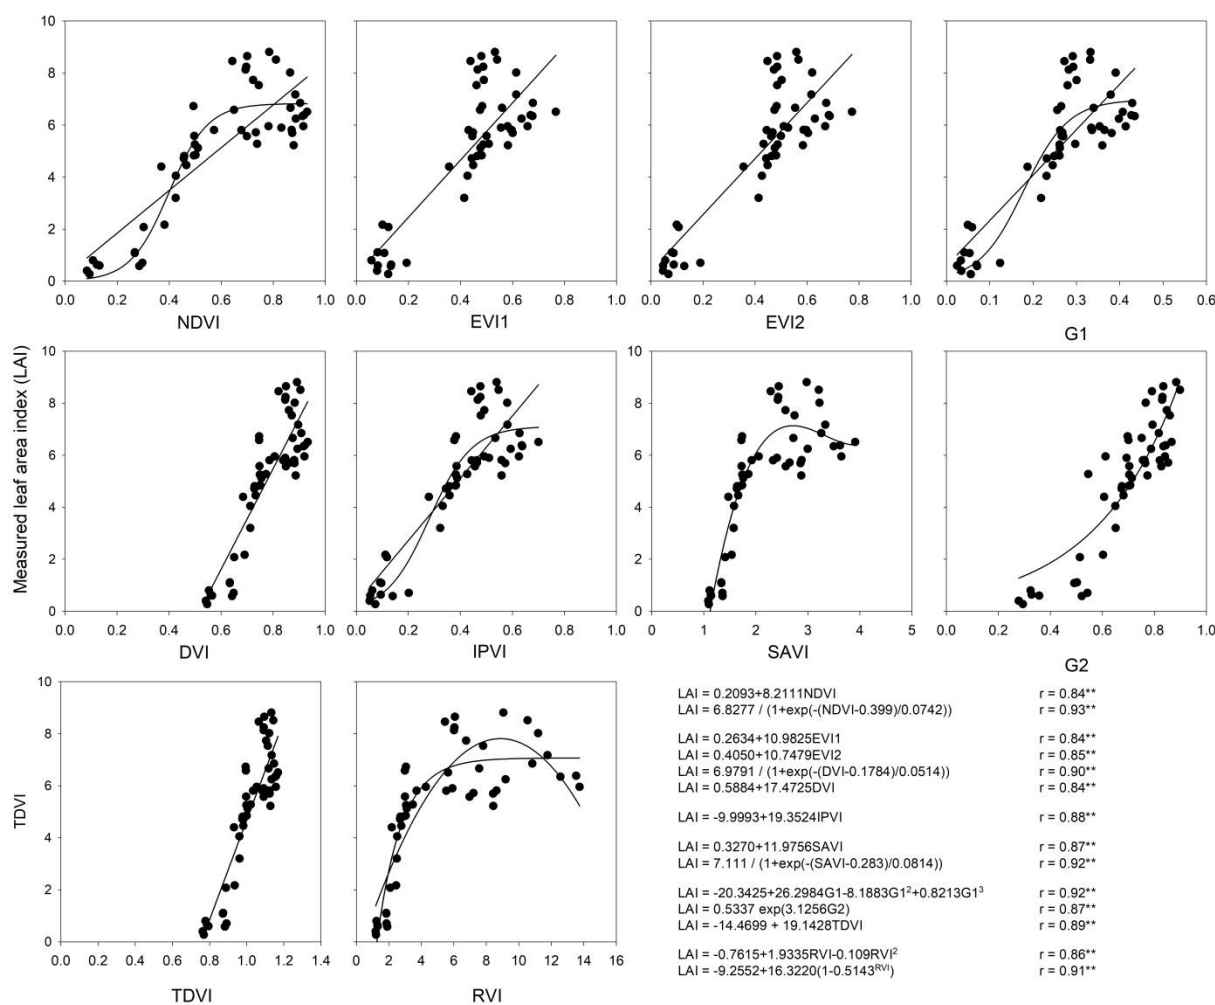 Measured leaf area index (LAI)
10
8
6
4
2
0
0.0 0.2 0.4 0.6 0.8 1.0
NDVI
0.0 0.2 0.4 0.6 0.8 1.0
EVI1
0.0 0.2 0.4 0.6 0.8 1.0
EVI2
0.0 0.1 0.2 0.3 0.4 0.5 0.6
G1
10
8
6
4
2
0
0.0 0.2 0.4 0.6 0.8 1.0
DVI
0.0 0.2 0.4 0.6 0.8 1.0
IPVI
0 1 2 3 4 5
SAVI
0.0 0.2 0.4 0.6 0.8 1.0
G2
TDVI
10
8
6
4
2
0
0.0 0.2 0.4 0.6 0.8 1.0 1.2 1.4
TDVI
0 2 4 6 8 10 12 14 16
RVI
LAI = 0.2093+8.2111NDVI r = 0.84**
LAI = 6.8277 / (1+exp(-(NDVI-0.399)/0.0742)) r = 0.93**
LAI = 0.2634+10.9825EVI1 r = 0.84**
LAI = 0.4050+10.7479EVI2 r = 0.85**
LAI = 6.9791 / (1+exp(-(DVI-0.1784)/0.0514)) r = 0.90**
LAI = 0.5884+17.4725DVI r = 0.84**
LAI = -9.9993+19.3524IPVI r = 0.88**
LAI = 0.3270+11.9756SAVI r = 0.87**
LAI = 7.111 / (1+exp(-(SAVI-0.283)/0.0814)) r = 0.92**
LAI = -20.3425+26.2984G1-8.1883G1²+0.8213G1³ r = 0.92**
LAI = 0.5337 exp(3.1256G2) r = 0.87**
LAI = -14.4699 + 19.1428TDVI r = 0.89**
LAI = -0.7615+1.9335RVI-0.109RVI² r = 0.86**
LAI = -9.2552+16.3220(1-0.5143^RVI) r = 0.91**